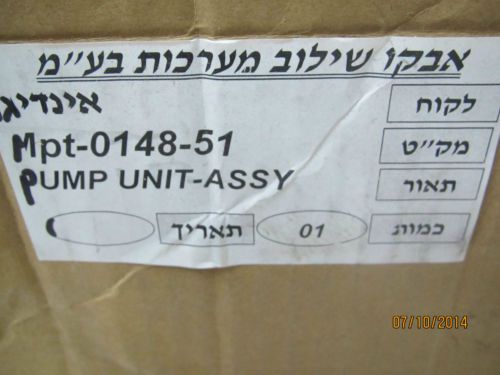 אבקו שילוב מערכות בע״מ
לקוח אינדיגו
מק״ט Mpt-0148-51
תאור PUMP UNIT-ASSY
כמות 01 תאריך
07/10/2014